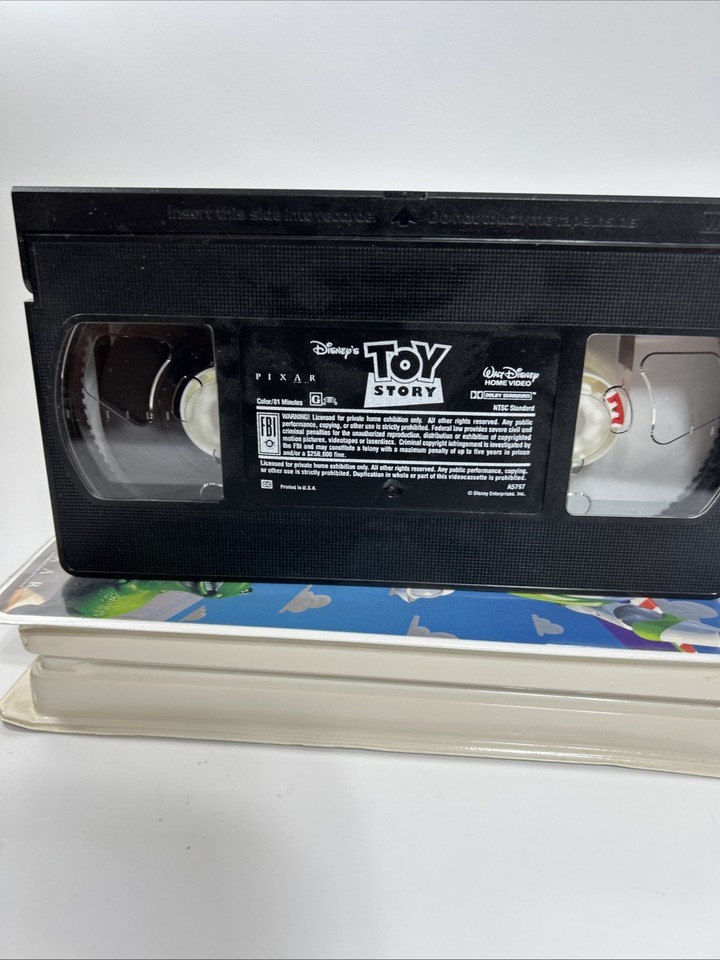 Insert this side into recorder Do not touch the tape inside
DISNEY'S TOY STORY
PIXAR
WALT DISNEY HOME VIDEO
DOLBY SURROUND
Color/81 Minutes G CC NTSC Standard
FBI
WARNING! Licensed for private home exhibition only. All other rights reserved. Any public
performance, copying, or other use is strictly prohibited. Federal law provides severe civil and
criminal penalties for the unauthorized reproduction, distribution or exhibition of copyrighted
motion pictures, videotapes or laserdiscs. Criminal copyright infringement is investigated by
the FBI and may constitute a felony with a maximum penalty of up to five years in prison
and/or a $250,000 fine.
Licensed for private home exhibition only. All other rights reserved. Any public performance, copying,
or other use is strictly prohibited. Duplication in whole or part of this videocassette is prohibited.
CC Printed in U.S.A. A5797
© Disney Enterprises, Inc.